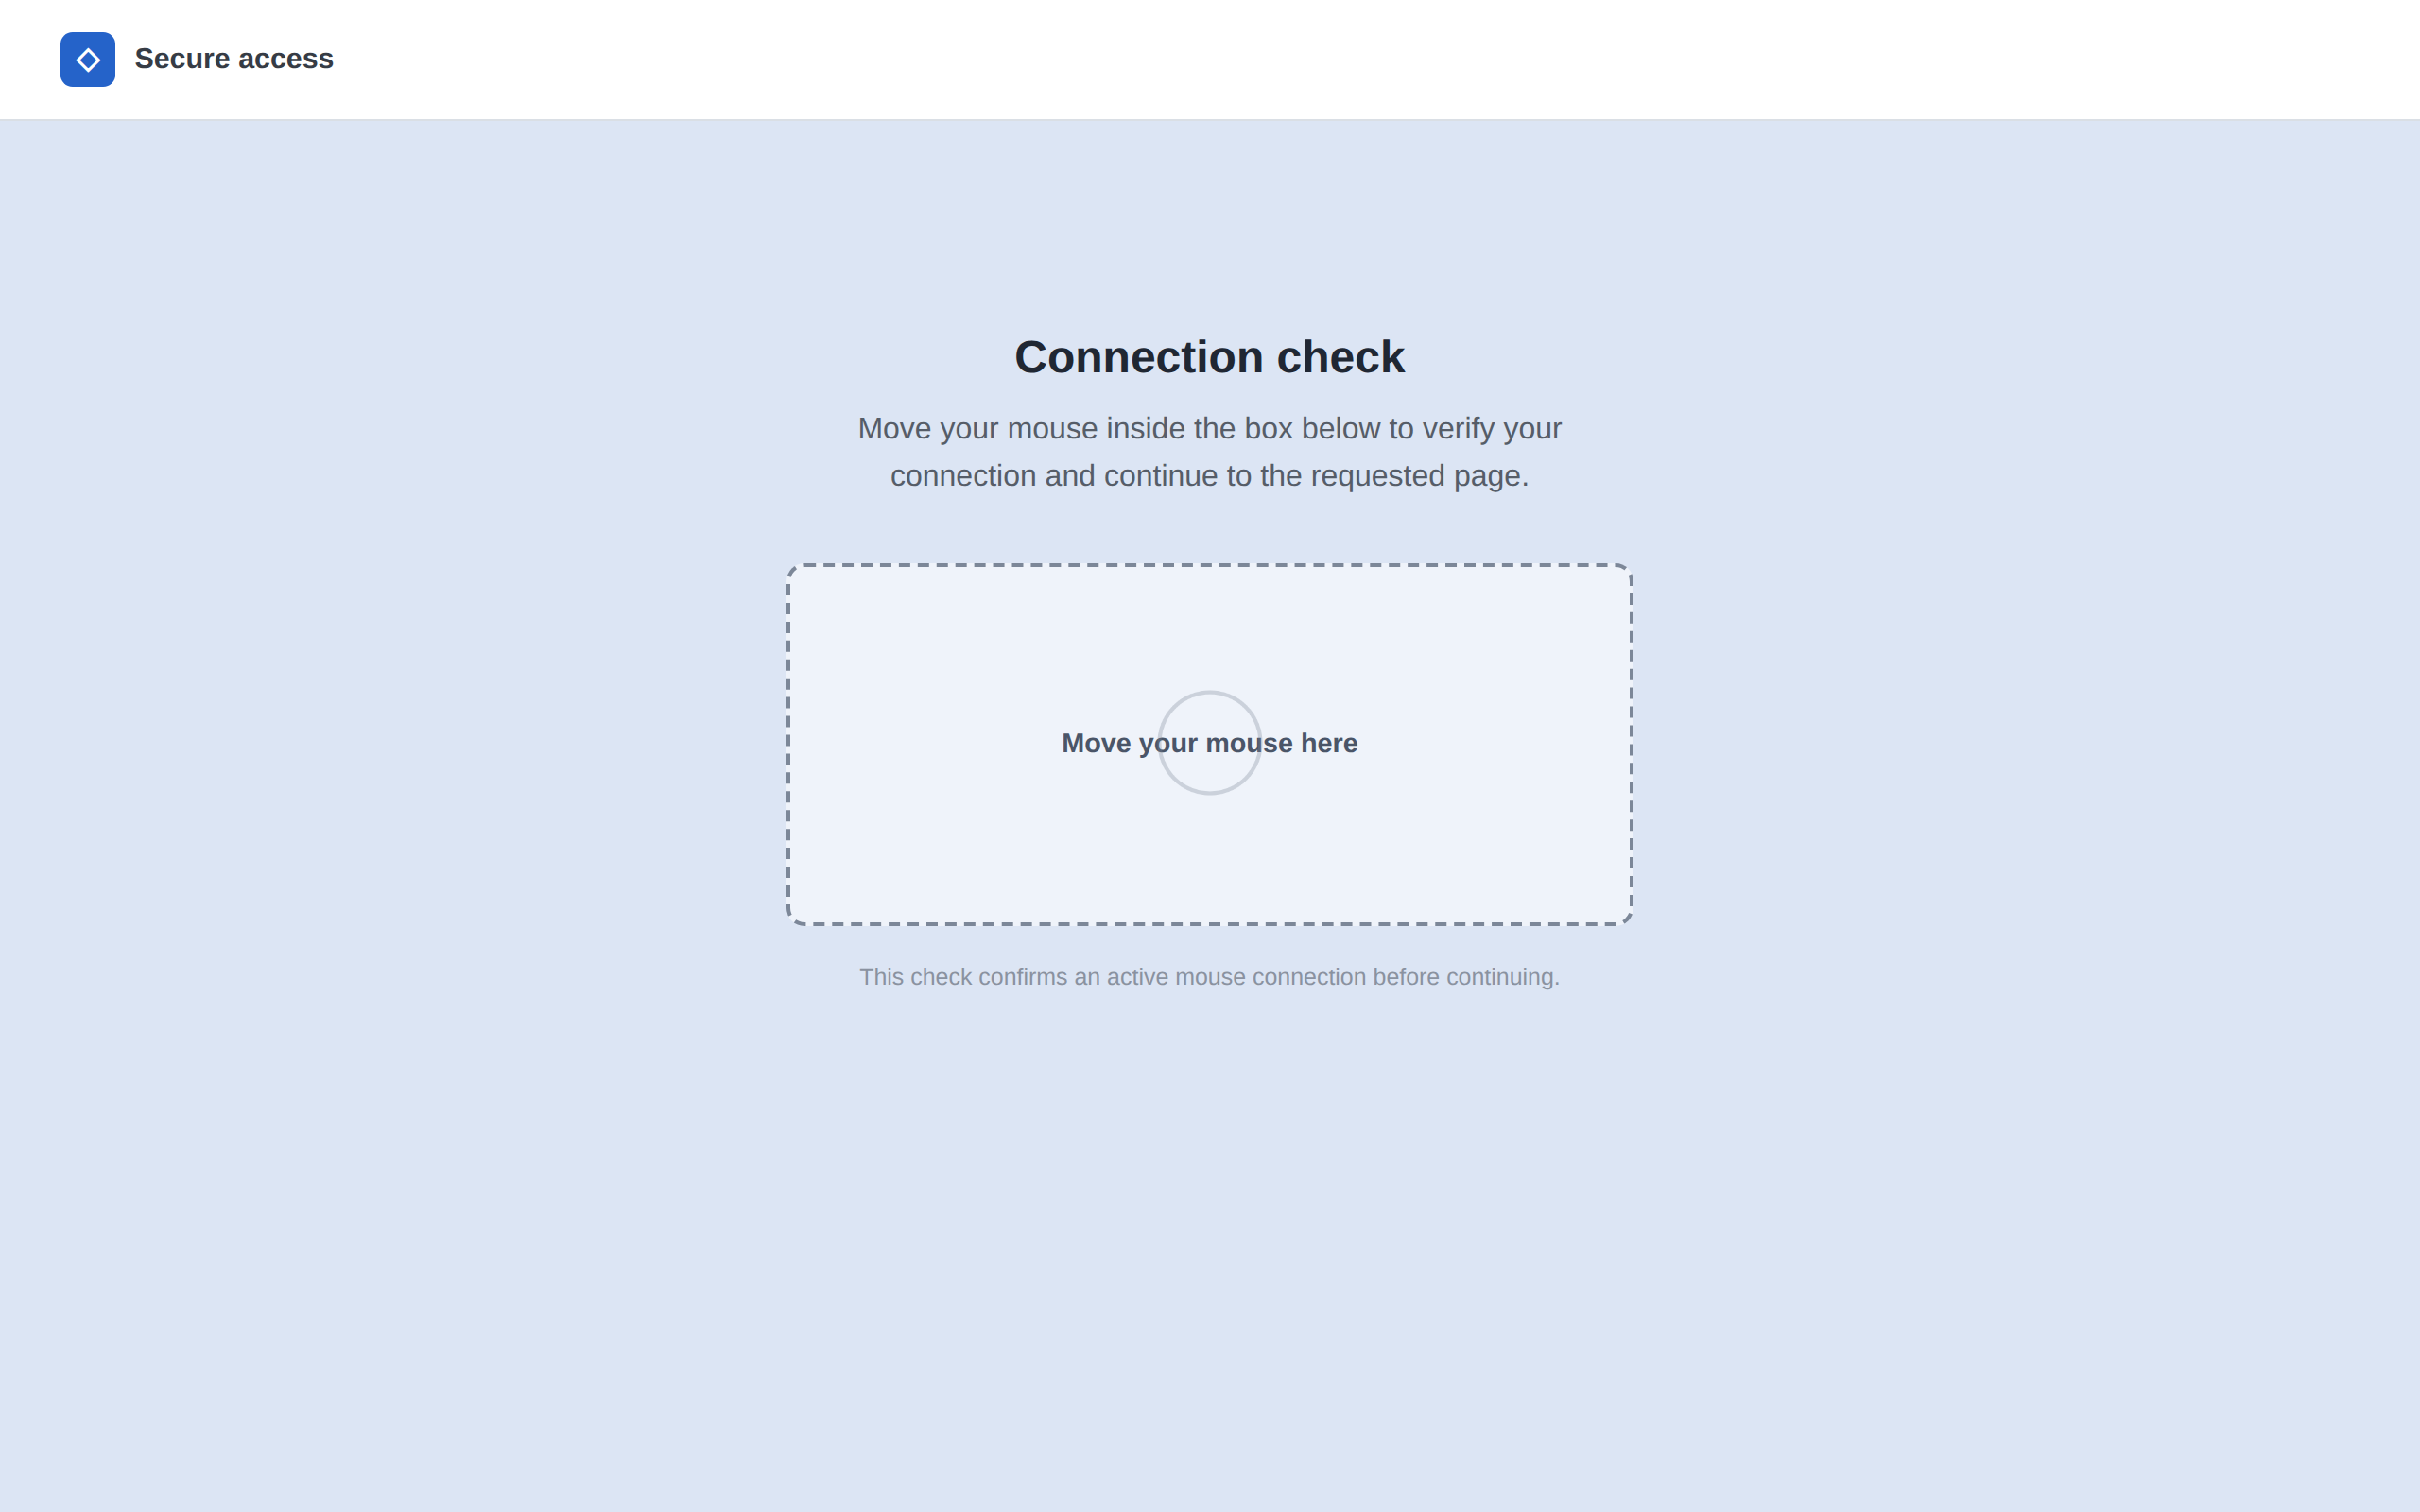 Secure access
Connection check
Move your mouse inside the box below to verify your
connection and continue to the requested page.
Move your mouse here
This check confirms an active mouse connection before continuing.